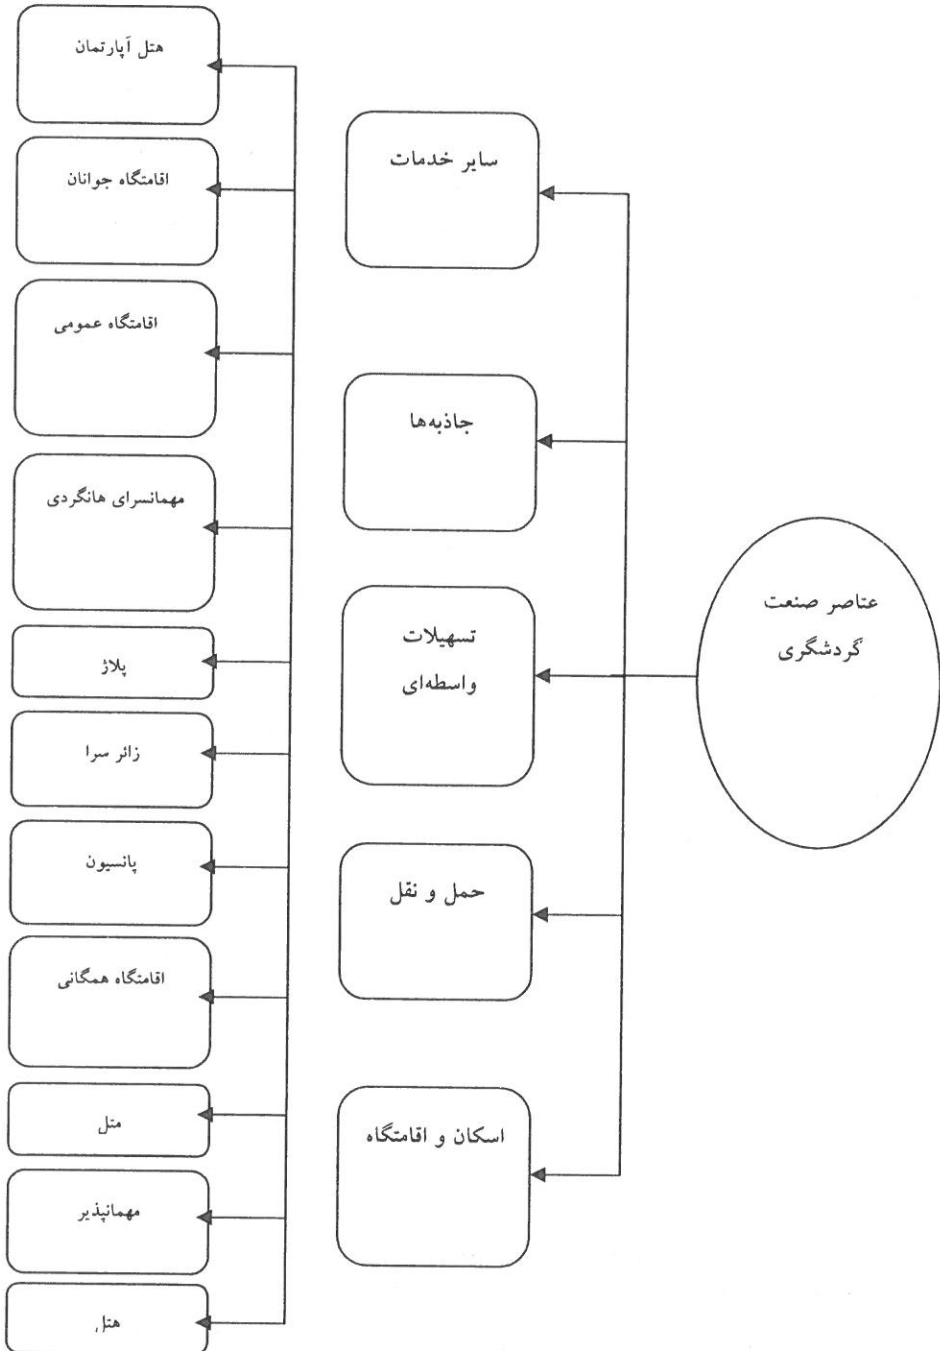 عتاصر صنعت
گردشگری
سایر خدمات
جاذبه‌ها
تسهیلات
واسطه‌ای
حمل و نقل
اسکان و اقامتگاه
هتل آپارتمان
اقامتگاه جوانان
اقامتگاه عمومی
مهمانسرای هانگردی
پلاژ
زائر سرا
پانسیون
اقامتگاه همگانی
متل
مهمانپذیر
هتل